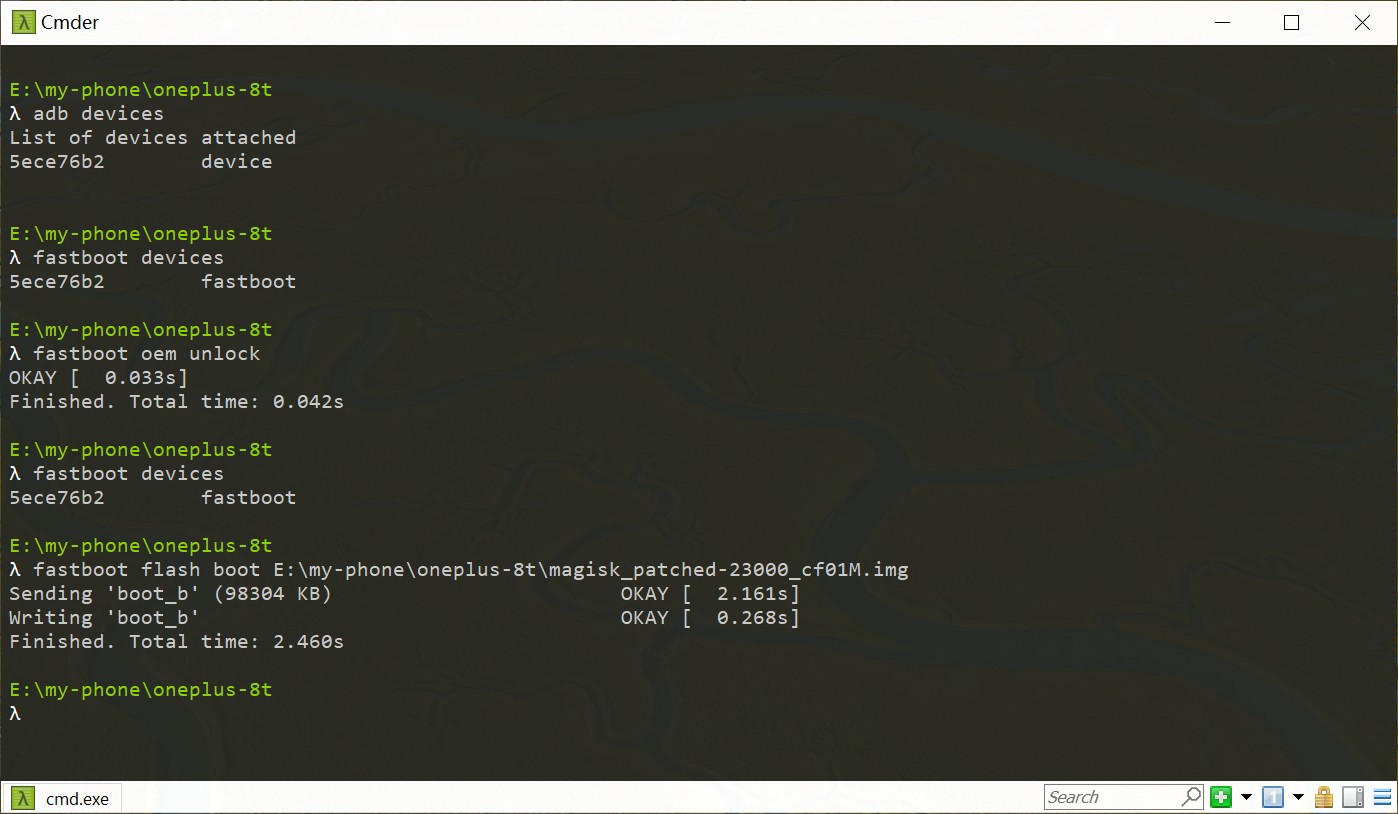 Cmder
E:\my-phone\oneplus-8t
λ adb devices
List of devices attached
5ece76b2        device
E:\my-phone\oneplus-8t
λ fastboot devices
5ece76b2        fastboot
E:\my-phone\oneplus-8t
λ fastboot oem unlock
OKAY [  0.033s]
Finished. Total time: 0.042s
E:\my-phone\oneplus-8t
λ fastboot devices
5ece76b2        fastboot
E:\my-phone\oneplus-8t
λ fastboot flash boot E:\my-phone\oneplus-8t\magisk_patched-23000_cf01M.img
Sending 'boot_b' (98304 KB)                        OKAY [  2.161s]
Writing 'boot_b'                                   OKAY [  0.268s]
Finished. Total time: 2.460s
E:\my-phone\oneplus-8t
λ
cmd.exe
Search